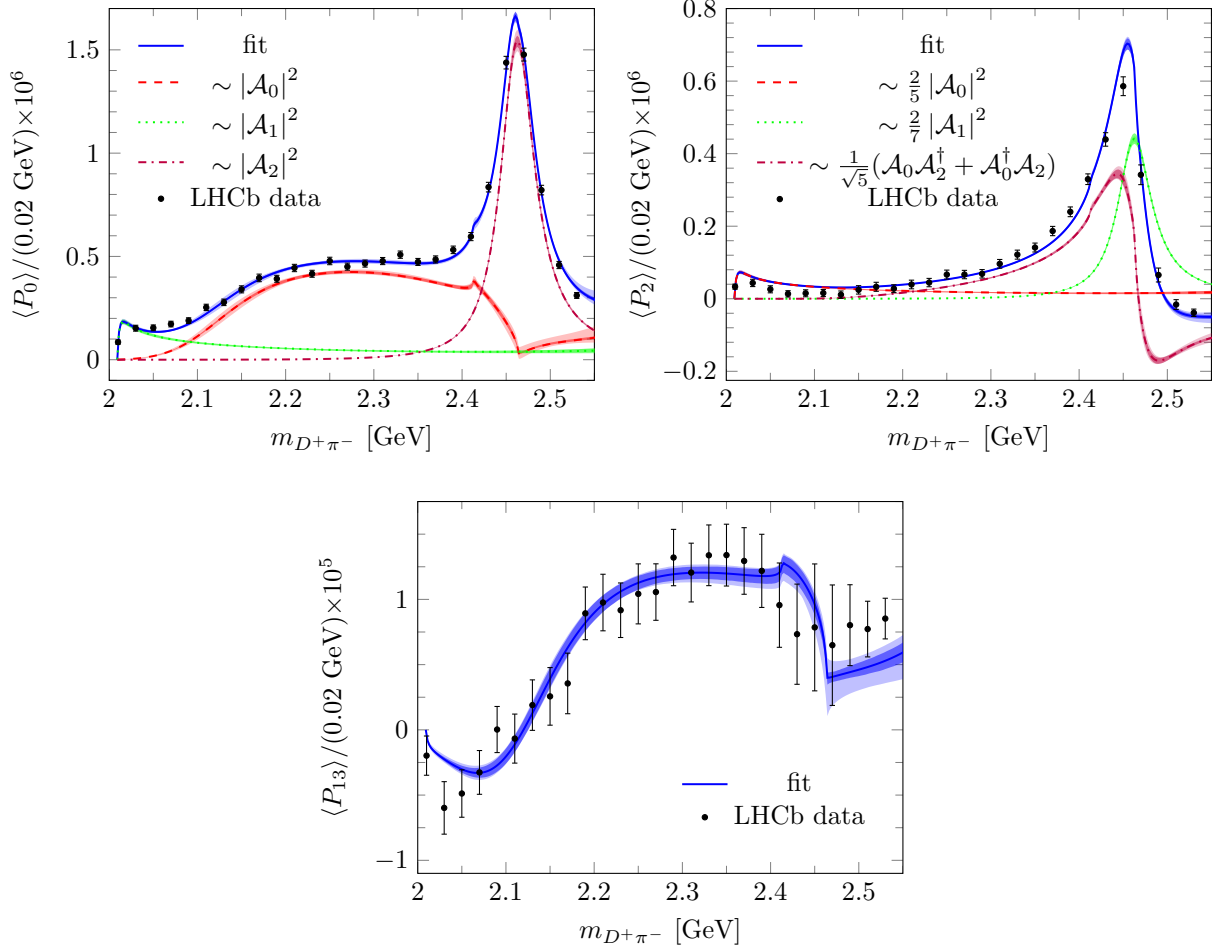 ⟨P₀⟩/(0.02 GeV)×10⁶
1.5
1
0.5
0
fit
∼ |𝒜₀|²
∼ |𝒜₁|²
∼ |𝒜₂|²
LHCb data
2 2.1 2.2 2.3 2.4 2.5
m_{D⁺π⁻} [GeV]
⟨P₂⟩/(0.02 GeV)×10⁶
0.8
0.6
0.4
0.2
0
−0.2
fit
∼ 2/5 |𝒜₀|²
∼ 2/7 |𝒜₁|²
∼ 1/√5 (𝒜₀𝒜₂† + 𝒜₀†𝒜₂)
LHCb data
2 2.1 2.2 2.3 2.4 2.5
m_{D⁺π⁻} [GeV]
⟨P₁₃⟩/(0.02 GeV)×10⁵
1
0
−1
fit
LHCb data
2 2.1 2.2 2.3 2.4 2.5
m_{D⁺π⁻} [GeV]